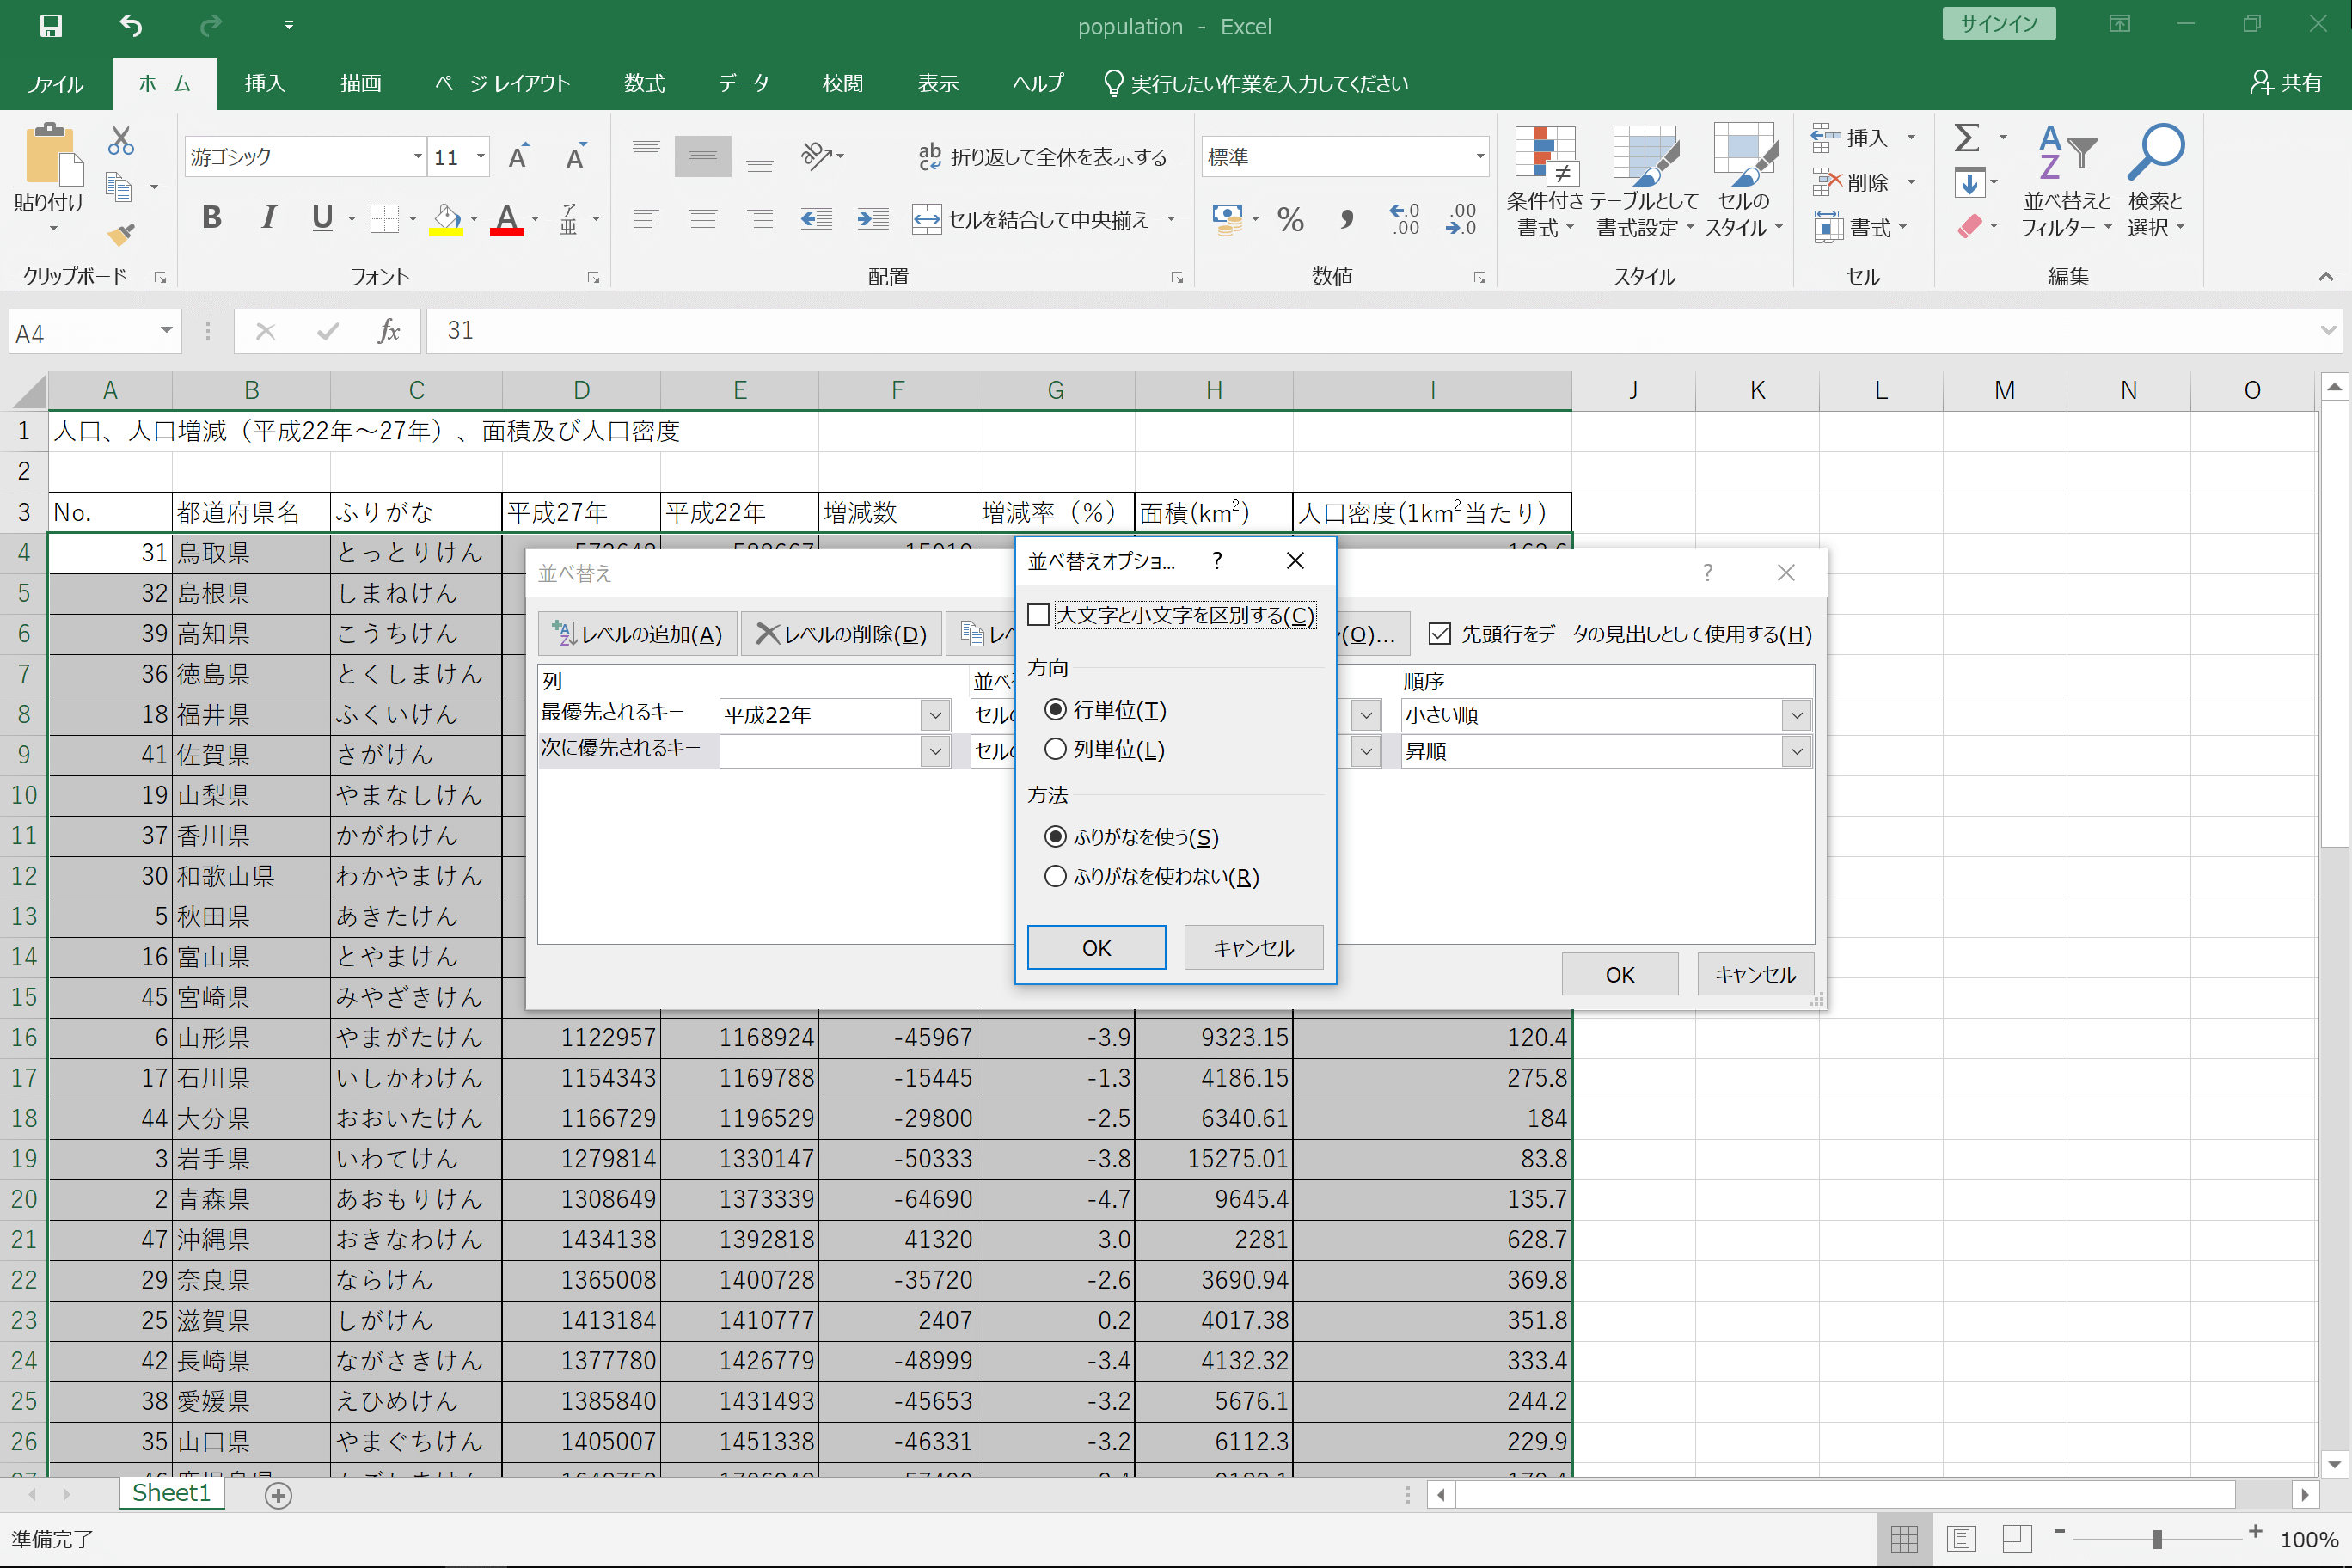 population - Excel
サインイン
ファイル ホーム 挿入 描画 ページ レイアウト 数式 データ 校閲 表示 ヘルプ 実行したい作業を入力してください 共有
貼り付け
クリップボード
游ゴシック 11
B I U A ア亜
フォント
ab 折り返して全体を表示する
セルを結合して中央揃え
配置
標準
% , ←.0 .00 .00 →.0
数値
条件付き書式 テーブルとして書式設定 セルのスタイル
スタイル
挿入
削除
書式
セル
Σ
並べ替えとフィルター 検索と選択
編集
A4 fx 31
A B C D E F G H I J K L M N O
1 人口、人口増減（平成22年～27年）、面積及び人口密度
2
3 No. 都道府県名 ふりがな 平成27年 平成22年 増減数 増減率（%） 面積(km2) 人口密度(1km2当たり)
4 31 鳥取県 とっとりけん
5 32 島根県 しまねけん
6 39 高知県 こうちけん
7 36 徳島県 とくしまけん
8 18 福井県 ふくいけん
9 41 佐賀県 さがけん
10 19 山梨県 やまなしけん
11 37 香川県 かがわけん
12 30 和歌山県 わかやまけん
13 5 秋田県 あきたけん
14 16 富山県 とやまけん
15 45 宮崎県 みやざきけん
16 6 山形県 やまがたけん 1122957 1168924 -45967 -3.9 9323.15 120.4
17 17 石川県 いしかわけん 1154343 1169788 -15445 -1.3 4186.15 275.8
18 44 大分県 おおいたけん 1166729 1196529 -29800 -2.5 6340.61 184
19 3 岩手県 いわてけん 1279814 1330147 -50333 -3.8 15275.01 83.8
20 2 青森県 あおもりけん 1308649 1373339 -64690 -4.7 9645.4 135.7
21 47 沖縄県 おきなわけん 1434138 1392818 41320 3.0 2281 628.7
22 29 奈良県 ならけん 1365008 1400728 -35720 -2.6 3690.94 369.8
23 25 滋賀県 しがけん 1413184 1410777 2407 0.2 4017.38 351.8
24 42 長崎県 ながさきけん 1377780 1426779 -48999 -3.4 4132.32 333.4
25 38 愛媛県 えひめけん 1385840 1431493 -45653 -3.2 5676.1 244.2
26 35 山口県 やまぐちけん 1405007 1451338 -46331 -3.2 6112.3 229.9
並べ替え ?
レベルの追加(A) レベルの削除(D) (O)... 先頭行をデータの見出しとして使用する(H)
列 並べ 順序
最優先されるキー 平成22年 セル 小さい順
次に優先されるキー セル 昇順
OK キャンセル
並べ替えオプショ... ?
大文字と小文字を区別する(C)
方向
行単位(T)
列単位(L)
方法
ふりがなを使う(S)
ふりがなを使わない(R)
OK キャンセル
Sheet1
準備完了 100%